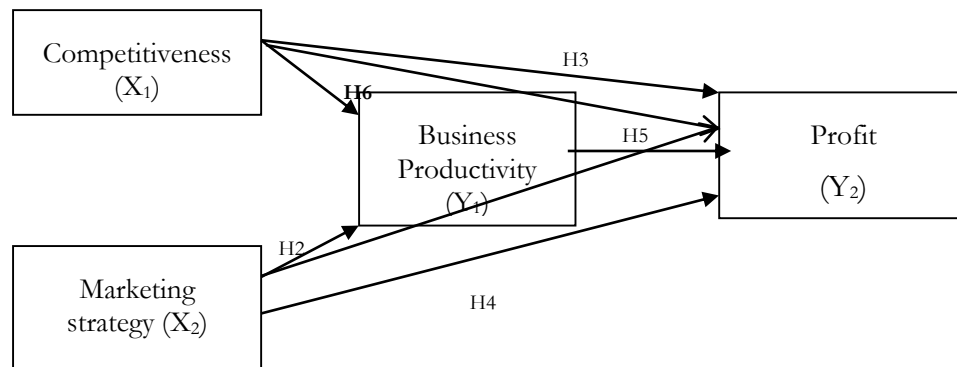 Competitiveness
(X₁)
H3
H6
Business
Productivity
(Y₁)
H5
Profit
(Y₂)
H2
Marketing
strategy (X₂)
H4